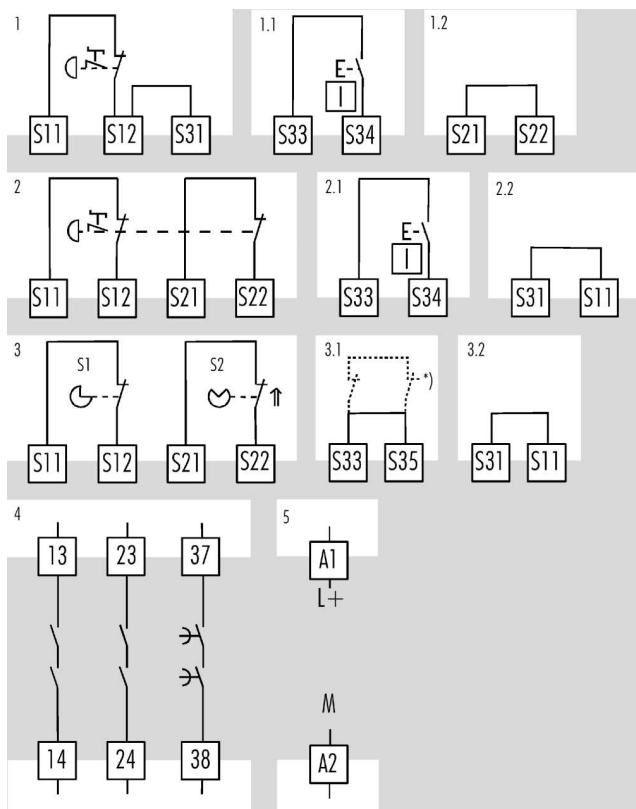 1 1.1 1.2
S11 S12 S31 S33 S34 S21 S22
2 2.1 2.2
S11 S12 S21 S22 S33 S34 S31 S11
3 S1 S2 3.1 *) 3.2
S11 S12 S21 S22 S33 S35 S31 S11
4 5
13 23 37 A1
L+
M
14 24 38 A2